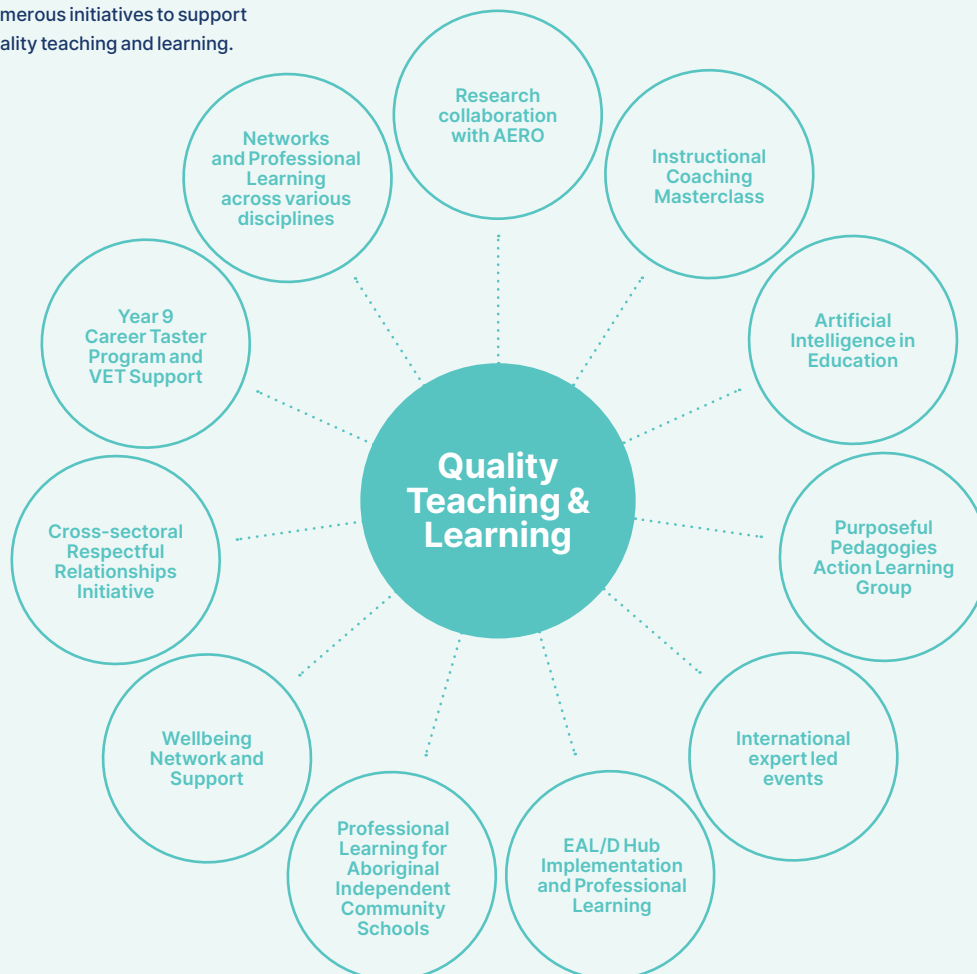 merous initiatives to support
ality teaching and learning.
Research
collaboration
with AERO
Instructional
Coaching
Masterclass
Artificial
Intelligence in
Education
Purposeful
Pedagogies
Action Learning
Group
International
expert led
events
EAL/D Hub
Implementation
and Professional
Learning
Professional
Learning for
Aboriginal
Independent
Community
Schools
Wellbeing
Network and
Support
Cross-sectoral
Respectful
Relationships
Initiative
Year 9
Career Taster
Program and
VET Support
Networks
and Professional
Learning
across various
disciplines
Quality
Teaching &
Learning